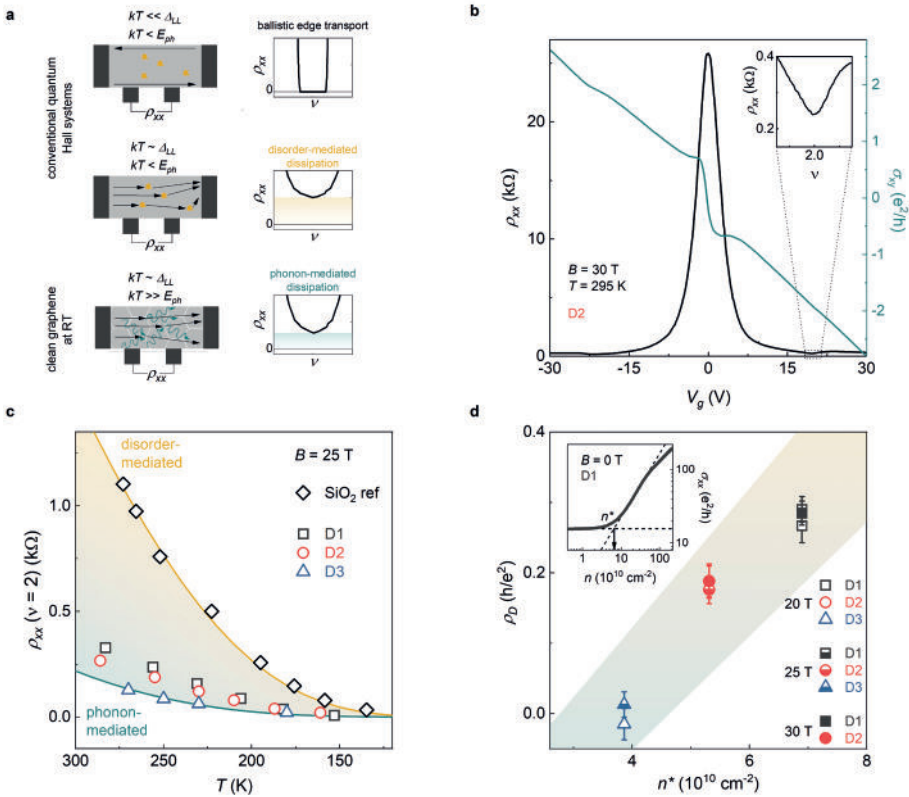 a
conventional quantum
Hall systems
clean graphene
at RT
kT << Δ_LL
kT < E_ph
ρ_xx
ballistic edge transport
ρ_xx
0
ν
kT ~ Δ_LL
kT < E_ph
ρ_xx
disorder-mediated
dissipation
ρ_xx
0
ν
kT ~ Δ_LL
kT >> E_ph
ρ_xx
phonon-mediated
dissipation
ρ_xx
0
ν
b
ρ_xx (kΩ)
20
10
0
-30
-15
0
15
30
V_g (V)
σ_xy (e²/h)
2
1
0
-1
-2
B = 30 T
T = 295 K
D2
ρ_xx (kΩ)
0.4
0.2
2.0
ν
c
ρ_xx (ν = 2) (kΩ)
1.0
0.5
0.0
300
250
200
150
T (K)
disorder-
mediated
phonon-
mediated
B = 25 T
SiO₂ ref
D1
D2
D3
d
ρ_D (h/e²)
0.4
0.2
0.0
4
6
8
n* (10¹⁰ cm⁻²)
B = 0 T
D1
n*
1
10
100
n (10¹⁰ cm⁻²)
100
10
σ_xx (e²/h)
20 T
D1
D2
D3
25 T
D1
D2
D3
30 T
D1
D2